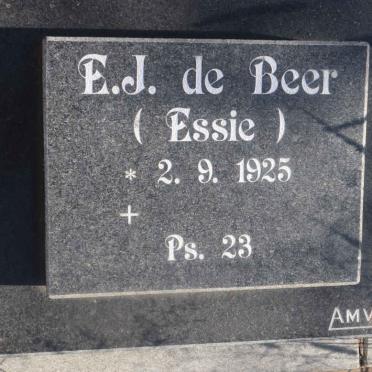 E.J. de Beer
( Essie )
* 2. 9. 1925
+
Ps. 23
AMV